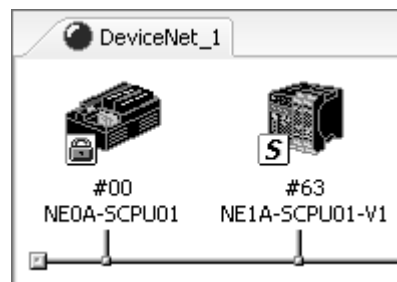 DeviceNet_1
S
#00
#63
NE0A-SCPU01
NE1A-SCPU01-V1